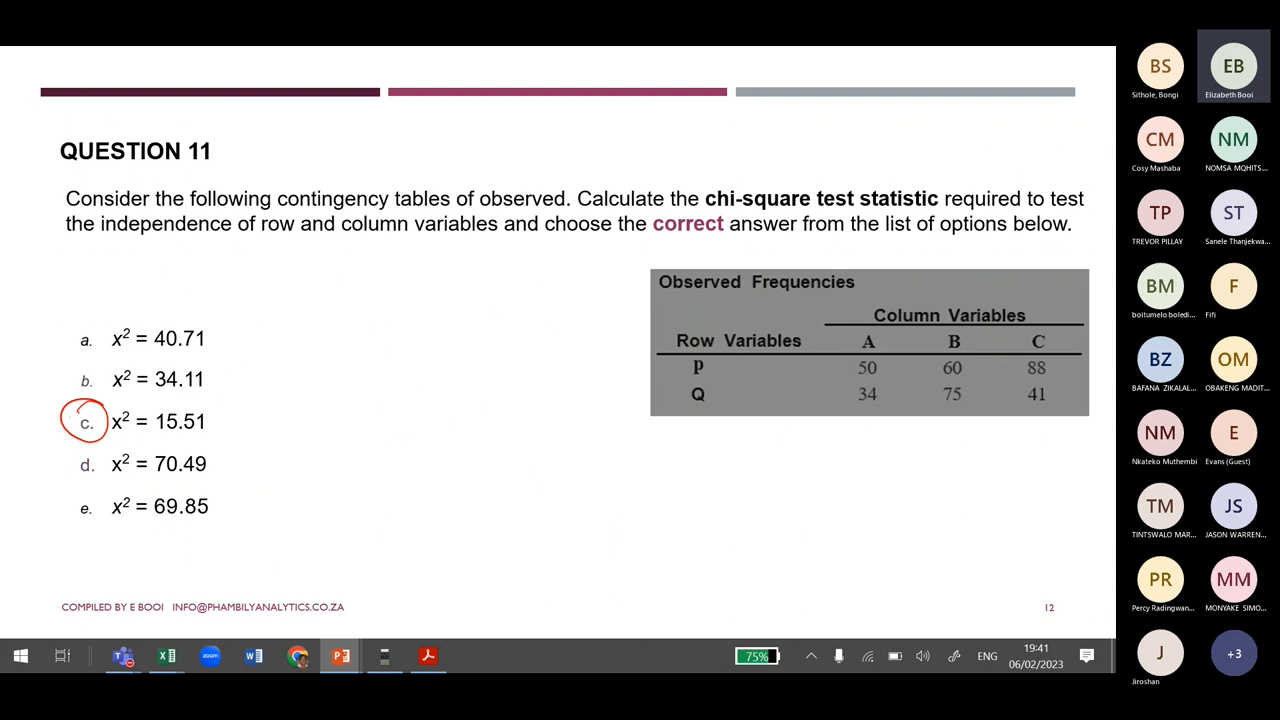 QUESTION 11
Consider the following contingency tables of observed. Calculate the chi-square test statistic required to test
the independence of row and column variables and choose the correct answer from the list of options below.
Observed Frequencies
Column Variables
Row Variables A B C
P 50 60 88
Q 34 75 41
a. x² = 40.71
b. x² = 34.11
c. x² = 15.51
d. x² = 70.49
e. x² = 69.85
COMPILED BY E BOOI INFO@PHAMBILYANALYTICS.CO.ZA
12
BS
Sithole, Bongi
EB
Elizabeth Booi
CM
Cosy Mashaba
NM
NOMSA MQHITS...
TP
TREVOR PILLAY
ST
Sanele Thanjekwa...
BM
boitumelo boledi...
F
Fifi
BZ
BAFANA ZIKALAL...
OM
OBAKENG MADIT...
NM
Nkateko Muthembi
E
Evans (Guest)
TM
TINTSWALO MAR...
JS
JASON WARREN...
PR
Percy Radingwan...
MM
MONYAKE SIMO...
J
Jiroshan
+3
zoom
75%
ENG
19:41
06/02/2023